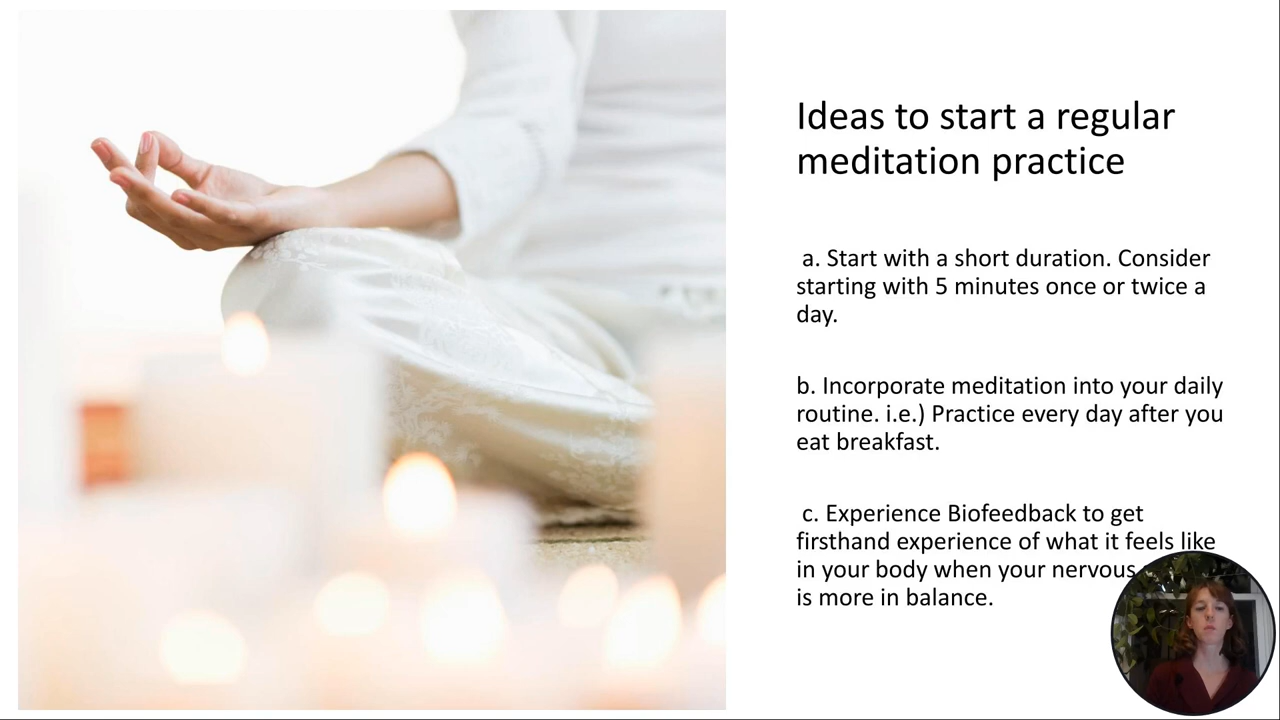 Ideas to start a regular
meditation practice
a. Start with a short duration. Consider
starting with 5 minutes once or twice a
day.
b. Incorporate meditation into your daily
routine. i.e.) Practice every day after you
eat breakfast.
c. Experience Biofeedback to get
firsthand experience of what it feels like
in your body when your nervous
is more in balance.